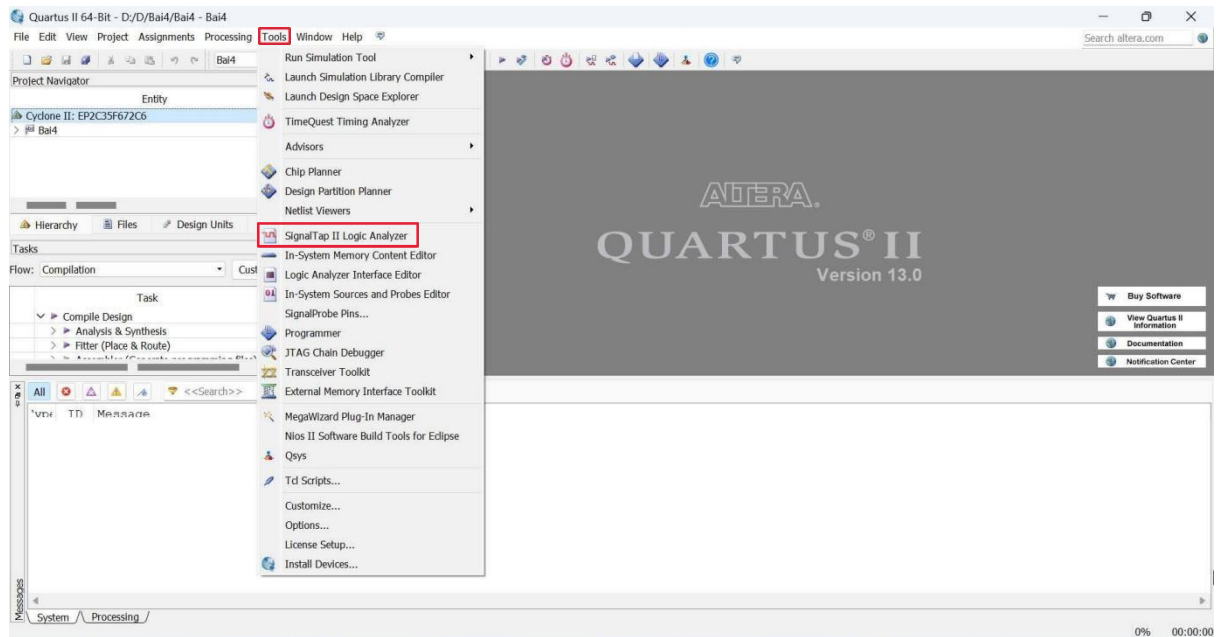 Quartus II 64-Bit - D:/D/Bai4/Bai4 - Bai4
File Edit View Project Assignments Processing Tools Window Help
Search altera.com
Bai4
Project Navigator
Entity
Cyclone II: EP2C35F672C6
Bai4
Hierarchy Files Design Units
Tasks
Flow: Compilation Cust
Task
Compile Design
Analysis & Synthesis
Fitter (Place & Route)
Run Simulation Tool
Launch Simulation Library Compiler
Launch Design Space Explorer
TimeQuest Timing Analyzer
Advisors
Chip Planner
Design Partition Planner
Netlist Viewers
SignalTap II Logic Analyzer
In-System Memory Content Editor
Logic Analyzer Interface Editor
In-System Sources and Probes Editor
SignalProbe Pins...
Programmer
JTAG Chain Debugger
Transceiver Toolkit
External Memory Interface Toolkit
MegaWizard Plug-In Manager
Nios II Software Build Tools for Eclipse
Qsys
Tcl Scripts...
Customize...
Options...
License Setup...
Install Devices...
ALTERA.
QUARTUS® II
Version 13.0
Buy Software
View Quartus II
Information
Documentation
Notification Center
All <<Search>>
ID Message
Messages
System Processing
0% 00:00:00